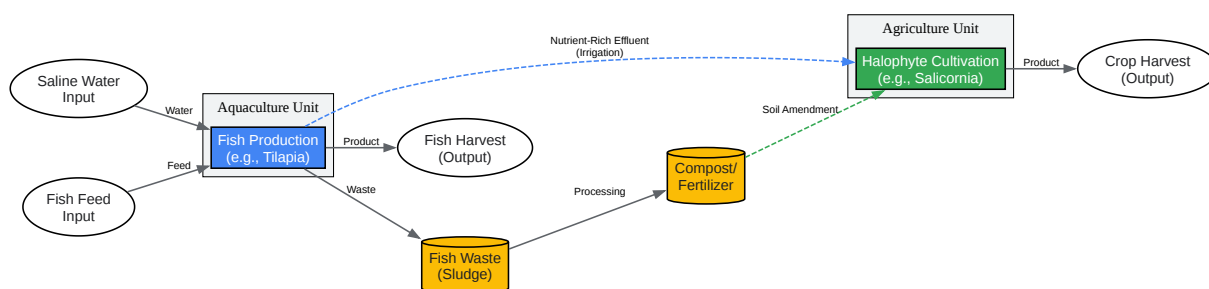 Saline Water
Input
Water
Fish Feed
Input
Feed
Aquaculture Unit
Fish Production
(e.g., Tilapia)
Product
Fish Harvest
(Output)
Waste
Fish Waste
(Sludge)
Processing
Compost/
Fertilizer
Soil Amendment
Nutrient-Rich Effluent
(Irrigation)
Agriculture Unit
Halophyte Cultivation
(e.g., Salicornia)
Product
Crop Harvest
(Output)